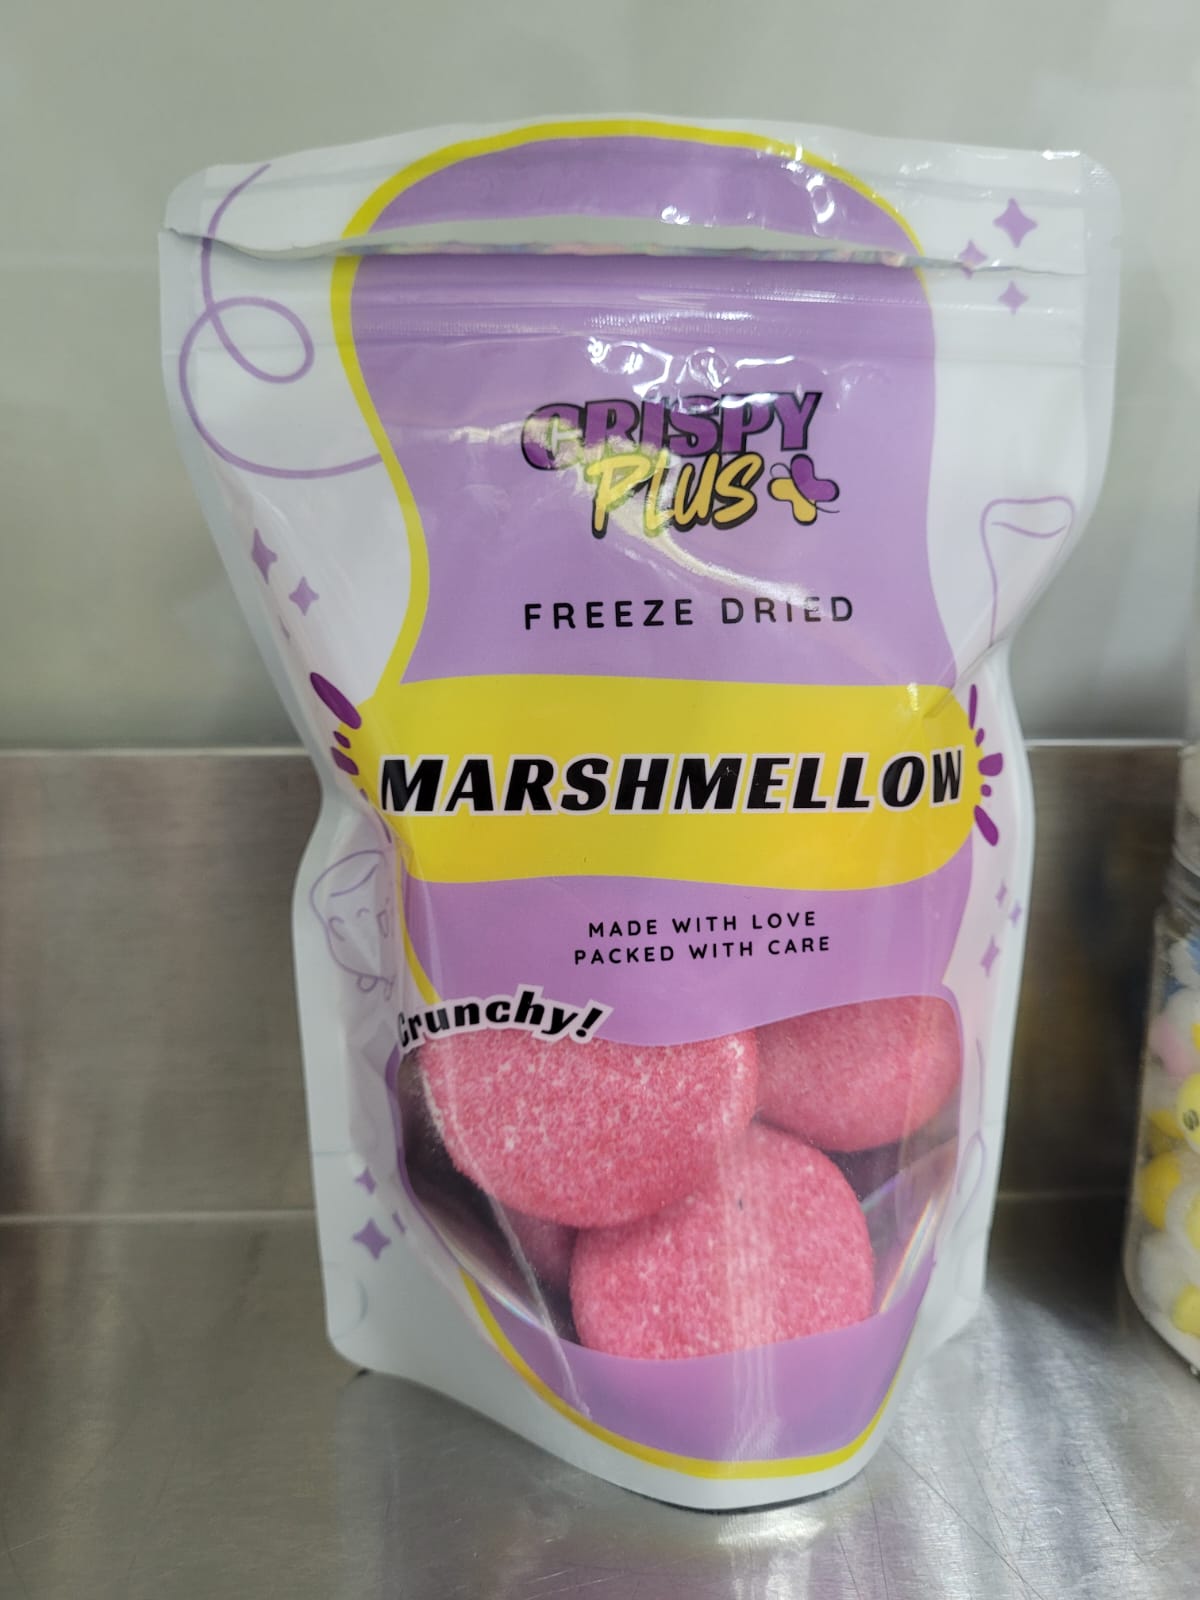 CRISPY
PLUS
FREEZE DRIED
MARSHMELLOW
MADE WITH LOVE
PACKED WITH CARE
Crunchy!